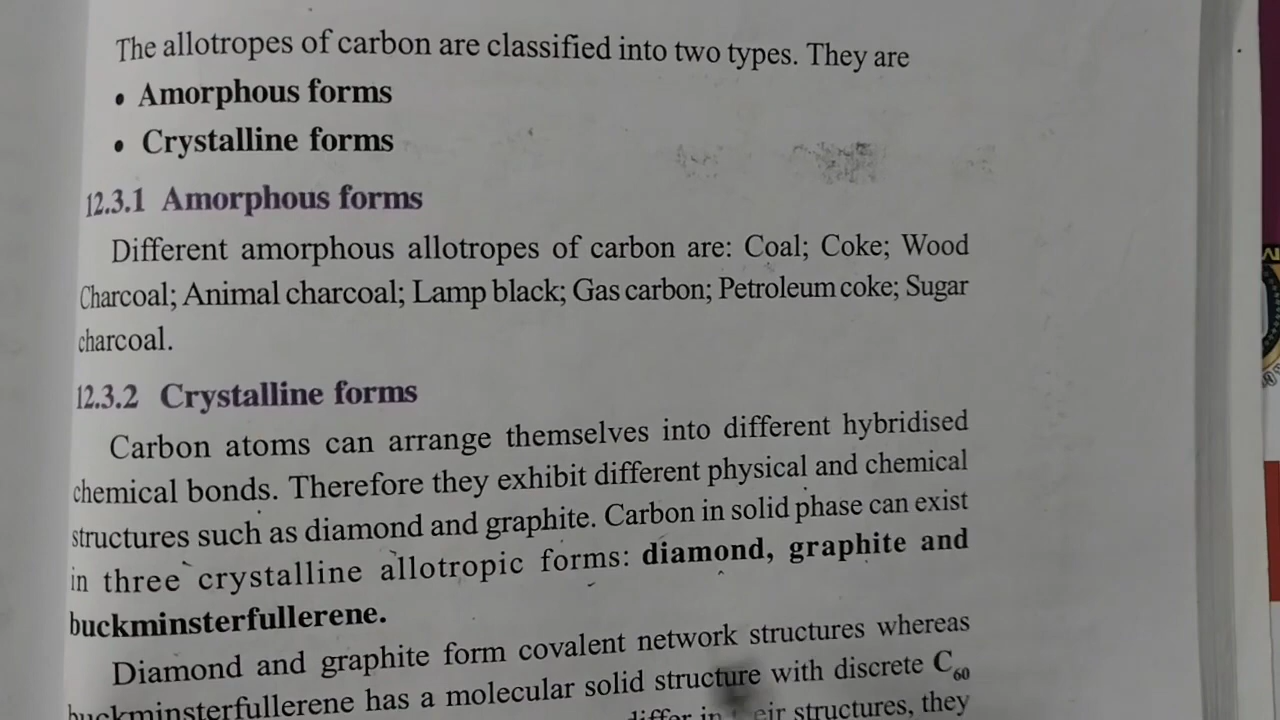 The allotropes of carbon are classified into two types. They are
• Amorphous forms
• Crystalline forms
12.3.1 Amorphous forms
Different amorphous allotropes of carbon are: Coal; Coke; Wood
Charcoal; Animal charcoal; Lamp black; Gas carbon; Petroleum coke; Sugar
charcoal.
12.3.2 Crystalline forms
Carbon atoms can arrange themselves into different hybridised
chemical bonds. Therefore they exhibit different physical and chemical
structures such as diamond and graphite. Carbon in solid phase can exist
in three crystalline allotropic forms: diamond, graphite and
buckminsterfullerene.
Diamond and graphite form covalent network structures whereas
buckminsterfullerene has a molecular solid structure with discrete C₆₀
differ in structures, they